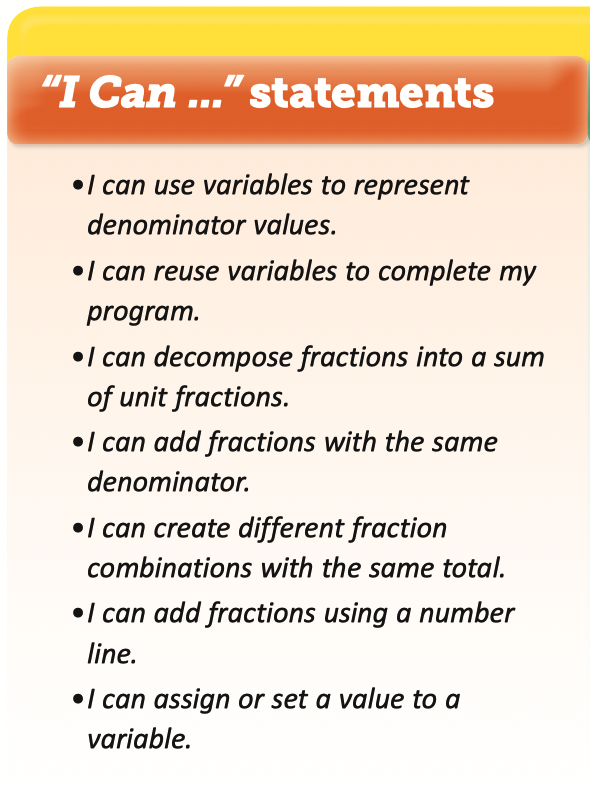 “I Can ...” statements
•I can use variables to represent
denominator values.
•I can reuse variables to complete my
program.
•I can decompose fractions into a sum
of unit fractions.
•I can add fractions with the same
denominator.
•I can create different fraction
combinations with the same total.
•I can add fractions using a number
line.
•I can assign or set a value to a
variable.